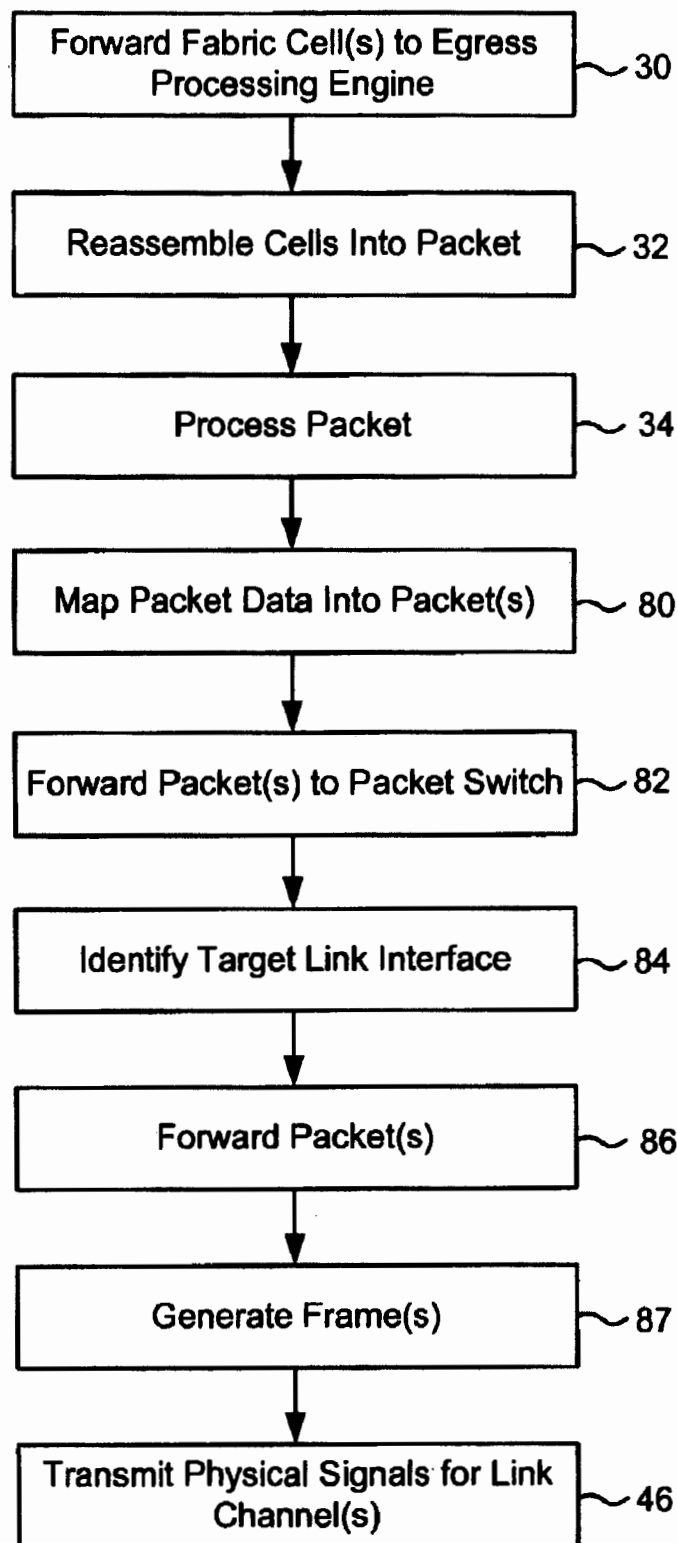 Forward Fabric Cell(s) to Egress
Processing Engine
30
Reassemble Cells Into Packet
32
Process Packet
34
Map Packet Data Into Packet(s)
80
Forward Packet(s) to Packet Switch
82
Identify Target Link Interface
84
Forward Packet(s)
86
Generate Frame(s)
87
Transmit Physical Signals for Link
Channel(s)
46